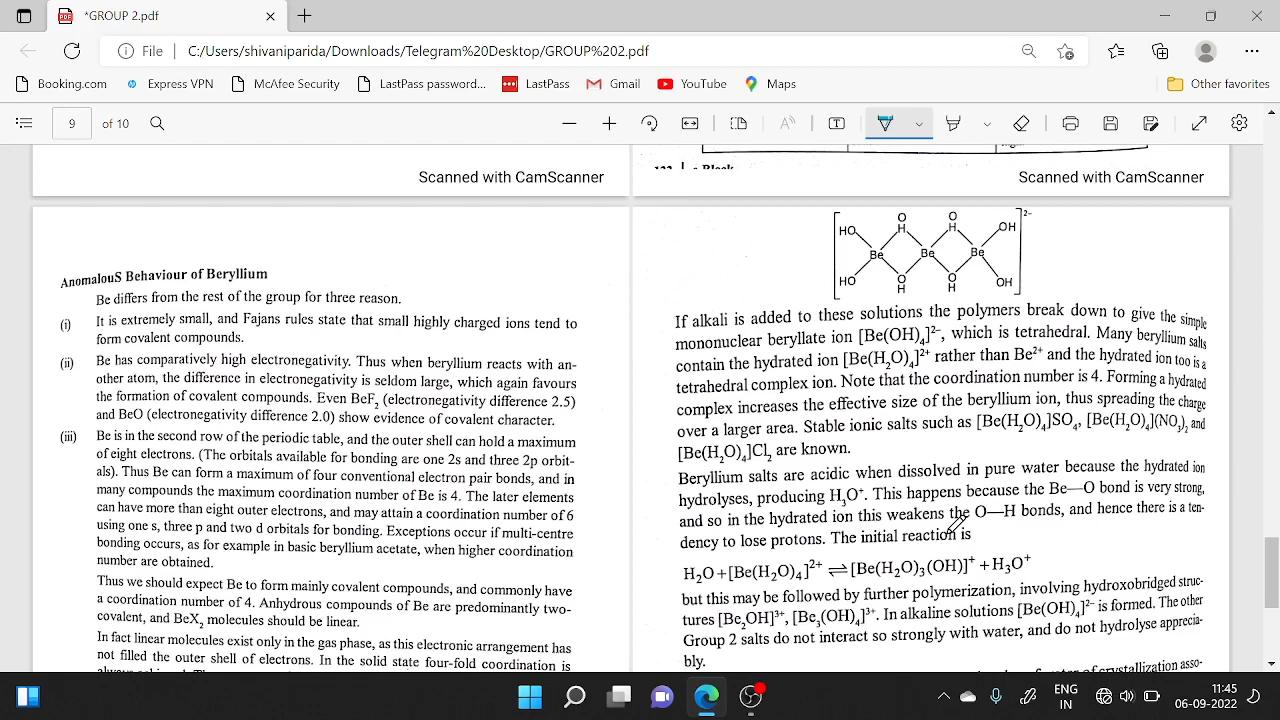 *GROUP 2.pdf
File
C:/Users/shivaniparida/Downloads/Telegram%20Desktop/GROUP%202.pdf
Booking.com
Express VPN
McAfee Security
LastPass password...
LastPass
Gmail
YouTube
Maps
Other favorites
9 of 10
Scanned with CamScanner
Scanned with CamScanner
AnomalouS Behaviour of Beryllium
Be differs from the rest of the group for three reason.
(i) It is extremely small, and Fajans rules state that small highly charged ions tend to
form covalent compounds.
(ii) Be has comparatively high electronegativity. Thus when beryllium reacts with an-
other atom, the difference in electronegativity is seldom large, which again favours
the formation of covalent compounds. Even BeF₂ (electronegativity difference 2.5)
and BeO (electronegativity difference 2.0) show evidence of covalent character.
(iii) Be is in the second row of the periodic table, and the outer shell can hold a maximum
of eight electrons. (The orbitals available for bonding are one 2s and three 2p orbit-
als). Thus Be can form a maximum of four conventional electron pair bonds, and in
many compounds the maximum coordination number of Be is 4. The later elements
can have more than eight outer electrons, and may attain a coordination number of 6
using one s, three p and two d orbitals for bonding. Exceptions occur if multi-centre
bonding occurs, as for example in basic beryllium acetate, when higher coordination
number are obtained.
Thus we should expect Be to form mainly covalent compounds, and commonly have
a coordination number of 4. Anhydrous compounds of Be are predominantly two-
covalent, and BeX₂ molecules should be linear.
In fact linear molecules exist only in the gas phase, as this electronic arrangement has
not filled the outer shell of electrons. In the solid state four-fold coordination is
O O 2–
HO H H OH
Be Be Be
HO O O OH
H H
If alkali is added to these solutions the polymers break down to give the simple
mononuclear beryllate ion [Be(OH)₄]²⁻, which is tetrahedral. Many beryllium salts
contain the hydrated ion [Be(H₂O)₄]²⁺ rather than Be²⁺ and the hydrated ion too is a
tetrahedral complex ion. Note that the coordination number is 4. Forming a hydrated
complex increases the effective size of the beryllium ion, thus spreading the charge
over a larger area. Stable ionic salts such as [Be(H₂O)₄]SO₄, [Be(H₂O)₄](NO₃)₂ and
[Be(H₂O)₄]Cl₂ are known.
Beryllium salts are acidic when dissolved in pure water because the hydrated ion
hydrolyses, producing H₃O⁺. This happens because the Be—O bond is very strong,
and so in the hydrated ion this weakens the O—H bonds, and hence there is a ten-
dency to lose protons. The initial reaction is
H₂O+[Be(H₂O)₄]²⁺ ⇌ [Be(H₂O)₃(OH)]⁺ +H₃O⁺
but this may be followed by further polymerization, involving hydroxobridged struc-
tures [Be₂OH]³⁺, [Be₃(OH)₄]³⁺. In alkaline solutions [Be(OH)₄]²⁻ is formed. The other
Group 2 salts do not interact so strongly with water, and do not hydrolyse apprecia-
bly.
ENG
IN
11:45
06-09-2022